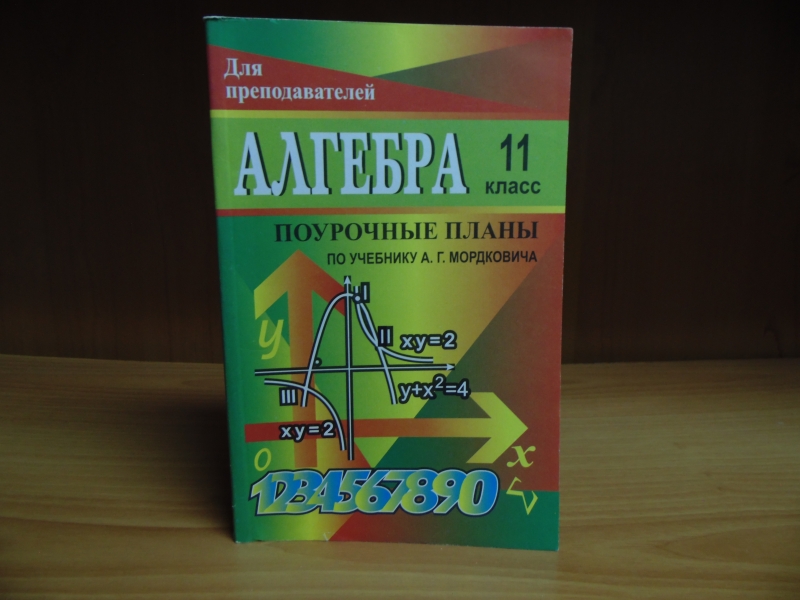 Для
преподавателей
АЛГЕБРА 11
класс
ПОУРОЧНЫЕ ПЛАНЫ
ПО УЧЕБНИКУ А. Г. МОРДКОВИЧА
y
I
II
xy=2
III
y+x²=4
xy=2
o
x
1234567890